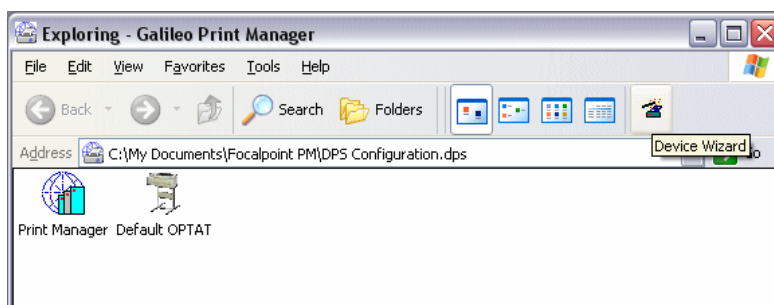 Exploring - Galileo Print Manager
File Edit View Favorites Tools Help
Back Search Folders
Device Wizard
Address C:\My Documents\Focalpoint PM\DPS Configuration.dps
Print Manager Default OPTAT